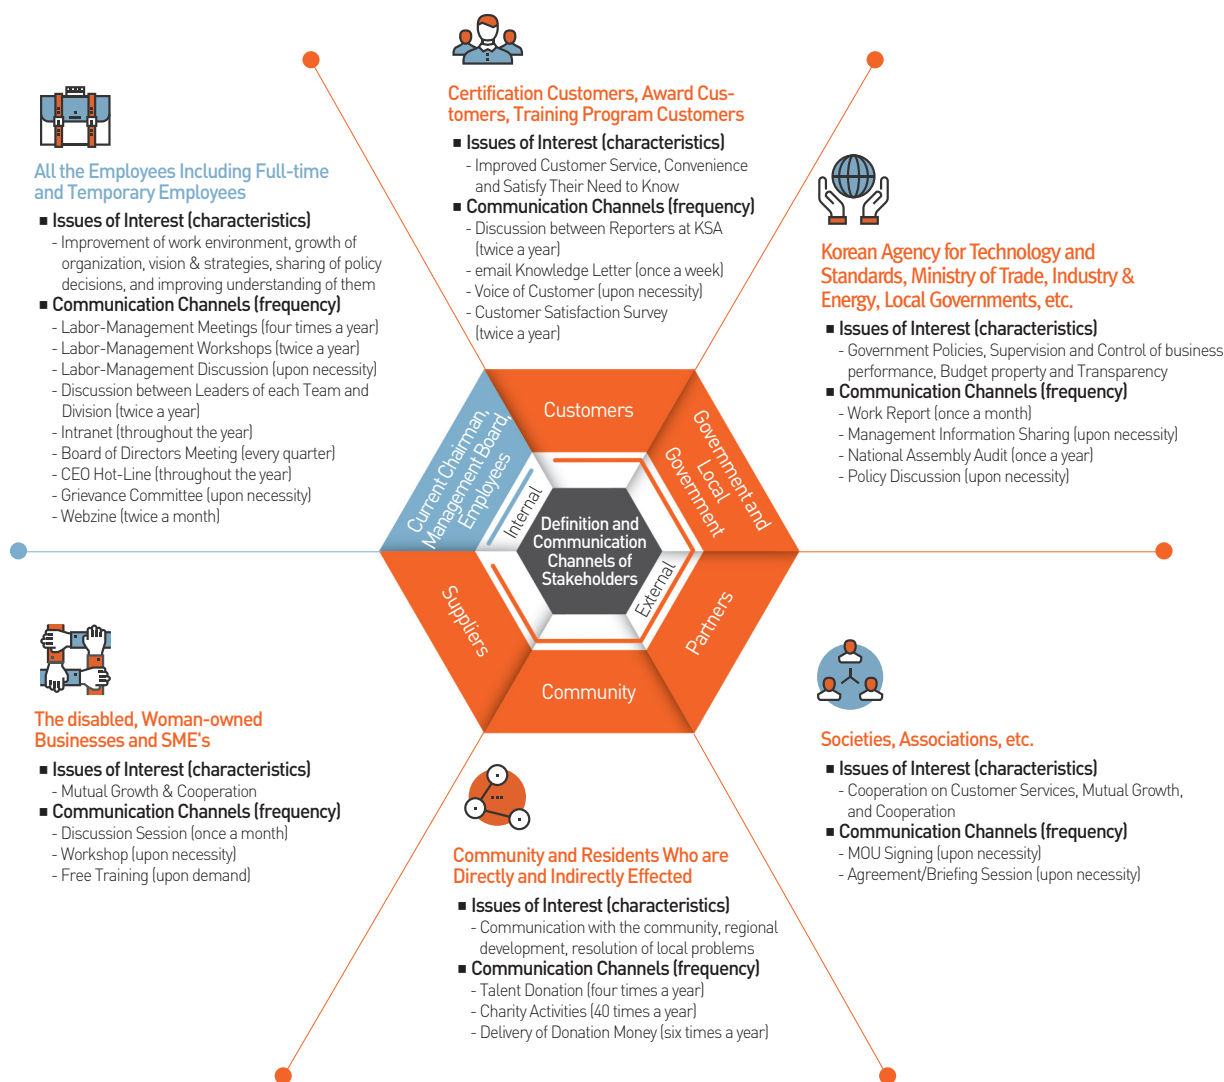 Certification Customers, Award Cus-
tomers, Training Program Customers
■ Issues of Interest (characteristics)
- Improved Customer Service, Convenience
and Satisfy Their Need to Know
■ Communication Channels (frequency)
- Discussion between Reporters at KSA
(twice a year)
- email Knowledge Letter (once a week)
- Voice of Customer (upon necessity)
- Customer Satisfaction Survey
(twice a year)
All the Employees Including Full-time
and Temporary Employees
■ Issues of Interest (characteristics)
- Improvement of work environment, growth of
organization, vision & strategies, sharing of policy
decisions, and improving understanding of them
■ Communication Channels (frequency)
- Labor-Management Meetings (four times a year)
- Labor-Management Workshops (twice a year)
- Labor-Management Discussion (upon necessity)
- Discussion between Leaders of each Team and
Division (twice a year)
- Intranet (throughout the year)
- Board of Directors Meeting (every quarter)
- CEO Hot-Line (throughout the year)
- Grievance Committee (upon necessity)
- Webzine (twice a month)
Korean Agency for Technology and
Standards, Ministry of Trade, Industry &
Energy, Local Governments, etc.
■ Issues of Interest (characteristics)
- Government Policies, Supervision and Control of business
performance, Budget property and Transparency
■ Communication Channels (frequency)
- Work Report (once a month)
- Management Information Sharing (upon necessity)
- National Assembly Audit (once a year)
- Policy Discussion (upon necessity)
Customers
Government and
Local
Government
Current Chairman,
Management Board,
Employees
Internal
Definition and
Communication
Channels of
Stakeholders
External
Suppliers
Partners
Community
The disabled, Woman-owned
Businesses and SME's
■ Issues of Interest (characteristics)
- Mutual Growth & Cooperation
■ Communication Channels (frequency)
- Discussion Session (once a month)
- Workshop (upon necessity)
- Free Training (upon demand)
Societies, Associations, etc.
■ Issues of Interest (characteristics)
- Cooperation on Customer Services, Mutual Growth,
and Cooperation
■ Communication Channels (frequency)
- MOU Signing (upon necessity)
- Agreement/Briefing Session (upon necessity)
Community and Residents Who are
Directly and Indirectly Effected
■ Issues of Interest (characteristics)
- Communication with the community, regional
development, resolution of local problems
■ Communication Channels (frequency)
- Talent Donation (four times a year)
- Charity Activities (40 times a year)
- Delivery of Donation Money (six times a year)